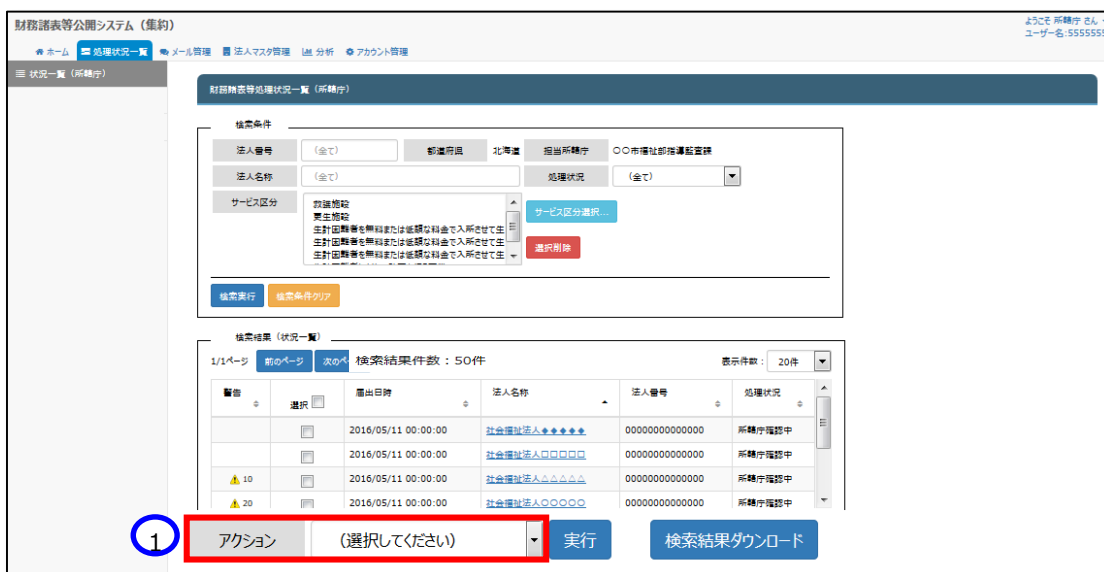 財務諸表等公開システム（集約）
ようこそ 所轄庁 さん
ユーザー名:5555555
ホーム 処理状況一覧 メール管理 法人マスタ管理 分析 アカウント管理
状況一覧（所轄庁）
財務諸表等処理状況一覧（所轄庁）
検索条件
法人番号 （全て） 都道府県 北海道 担当所轄庁 〇〇市福祉部指導監査課
法人名称 （全て） 処理状況 （全て）
サービス区分
救護施設
更生施設
生計困難者を無料または低額な料金で入所させて生
生計困難者を無料または低額な料金で入所させて生
生計困難者を無料または低額な料金で入所させて生
サービス区分選択...
選択削除
検索実行 検索条件クリア
検索結果（状況一覧）
1/1ページ 前のページ 次のペ 検索結果件数：50件 表示件数： 20件
警告 選択 届出日時 法人名称 法人番号 処理状況
2016/05/11 00:00:00 社会福祉法人◆◆◆◆◆ 00000000000000 所轄庁確認中
2016/05/11 00:00:00 社会福祉法人□□□□□ 00000000000000 所轄庁確認中
10 2016/05/11 00:00:00 社会福祉法人△△△△△ 00000000000000 所轄庁確認中
20 2016/05/11 00:00:00 社会福祉法人〇〇〇〇〇 00000000000000 所轄庁確認中
1 アクション （選択してください） 実行 検索結果ダウンロード